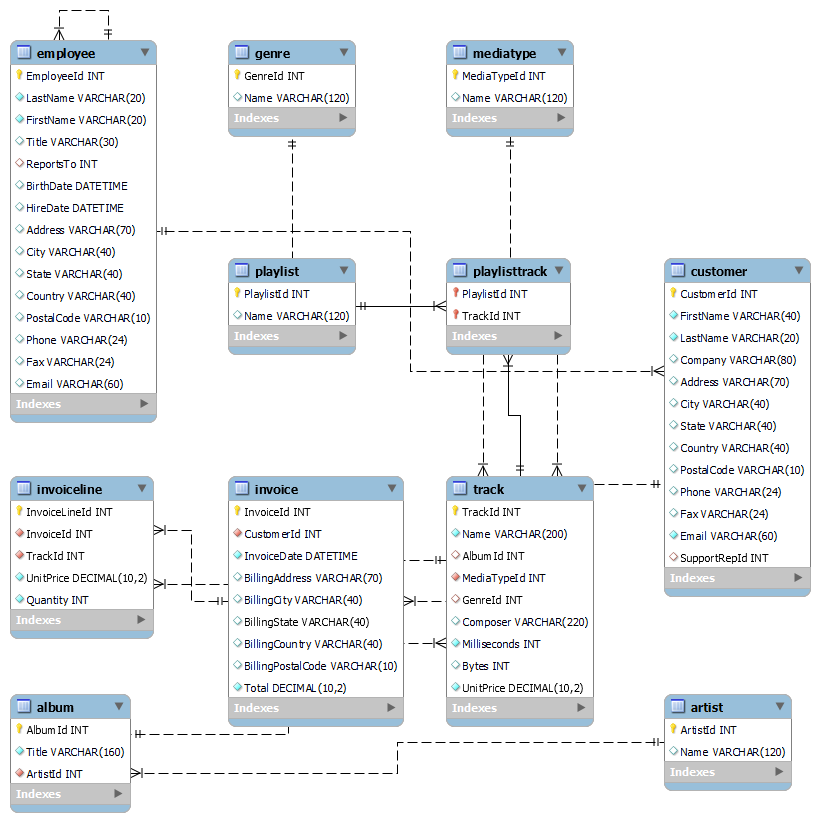 employee
EmployeeId INT
LastName VARCHAR(20)
FirstName VARCHAR(20)
Title VARCHAR(30)
ReportsTo INT
BirthDate DATETIME
HireDate DATETIME
Address VARCHAR(70)
City VARCHAR(40)
State VARCHAR(40)
Country VARCHAR(40)
PostalCode VARCHAR(10)
Phone VARCHAR(24)
Fax VARCHAR(24)
Email VARCHAR(60)
Indexes
genre
GenreId INT
Name VARCHAR(120)
Indexes
mediatype
MediaTypeId INT
Name VARCHAR(120)
Indexes
playlist
PlaylistId INT
Name VARCHAR(120)
Indexes
playlisttrack
PlaylistId INT
TrackId INT
Indexes
customer
CustomerId INT
FirstName VARCHAR(40)
LastName VARCHAR(20)
Company VARCHAR(80)
Address VARCHAR(70)
City VARCHAR(40)
State VARCHAR(40)
Country VARCHAR(40)
PostalCode VARCHAR(10)
Phone VARCHAR(24)
Fax VARCHAR(24)
Email VARCHAR(60)
SupportRepId INT
Indexes
invoiceline
InvoiceLineId INT
InvoiceId INT
TrackId INT
UnitPrice DECIMAL(10,2)
Quantity INT
Indexes
invoice
InvoiceId INT
CustomerId INT
InvoiceDate DATETIME
BillingAddress VARCHAR(70)
BillingCity VARCHAR(40)
BillingState VARCHAR(40)
BillingCountry VARCHAR(40)
BillingPostalCode VARCHAR(10)
Total DECIMAL(10,2)
Indexes
track
TrackId INT
Name VARCHAR(200)
AlbumId INT
MediaTypeId INT
GenreId INT
Composer VARCHAR(220)
Milliseconds INT
Bytes INT
UnitPrice DECIMAL(10,2)
Indexes
album
AlbumId INT
Title VARCHAR(160)
ArtistId INT
Indexes
artist
ArtistId INT
Name VARCHAR(120)
Indexes